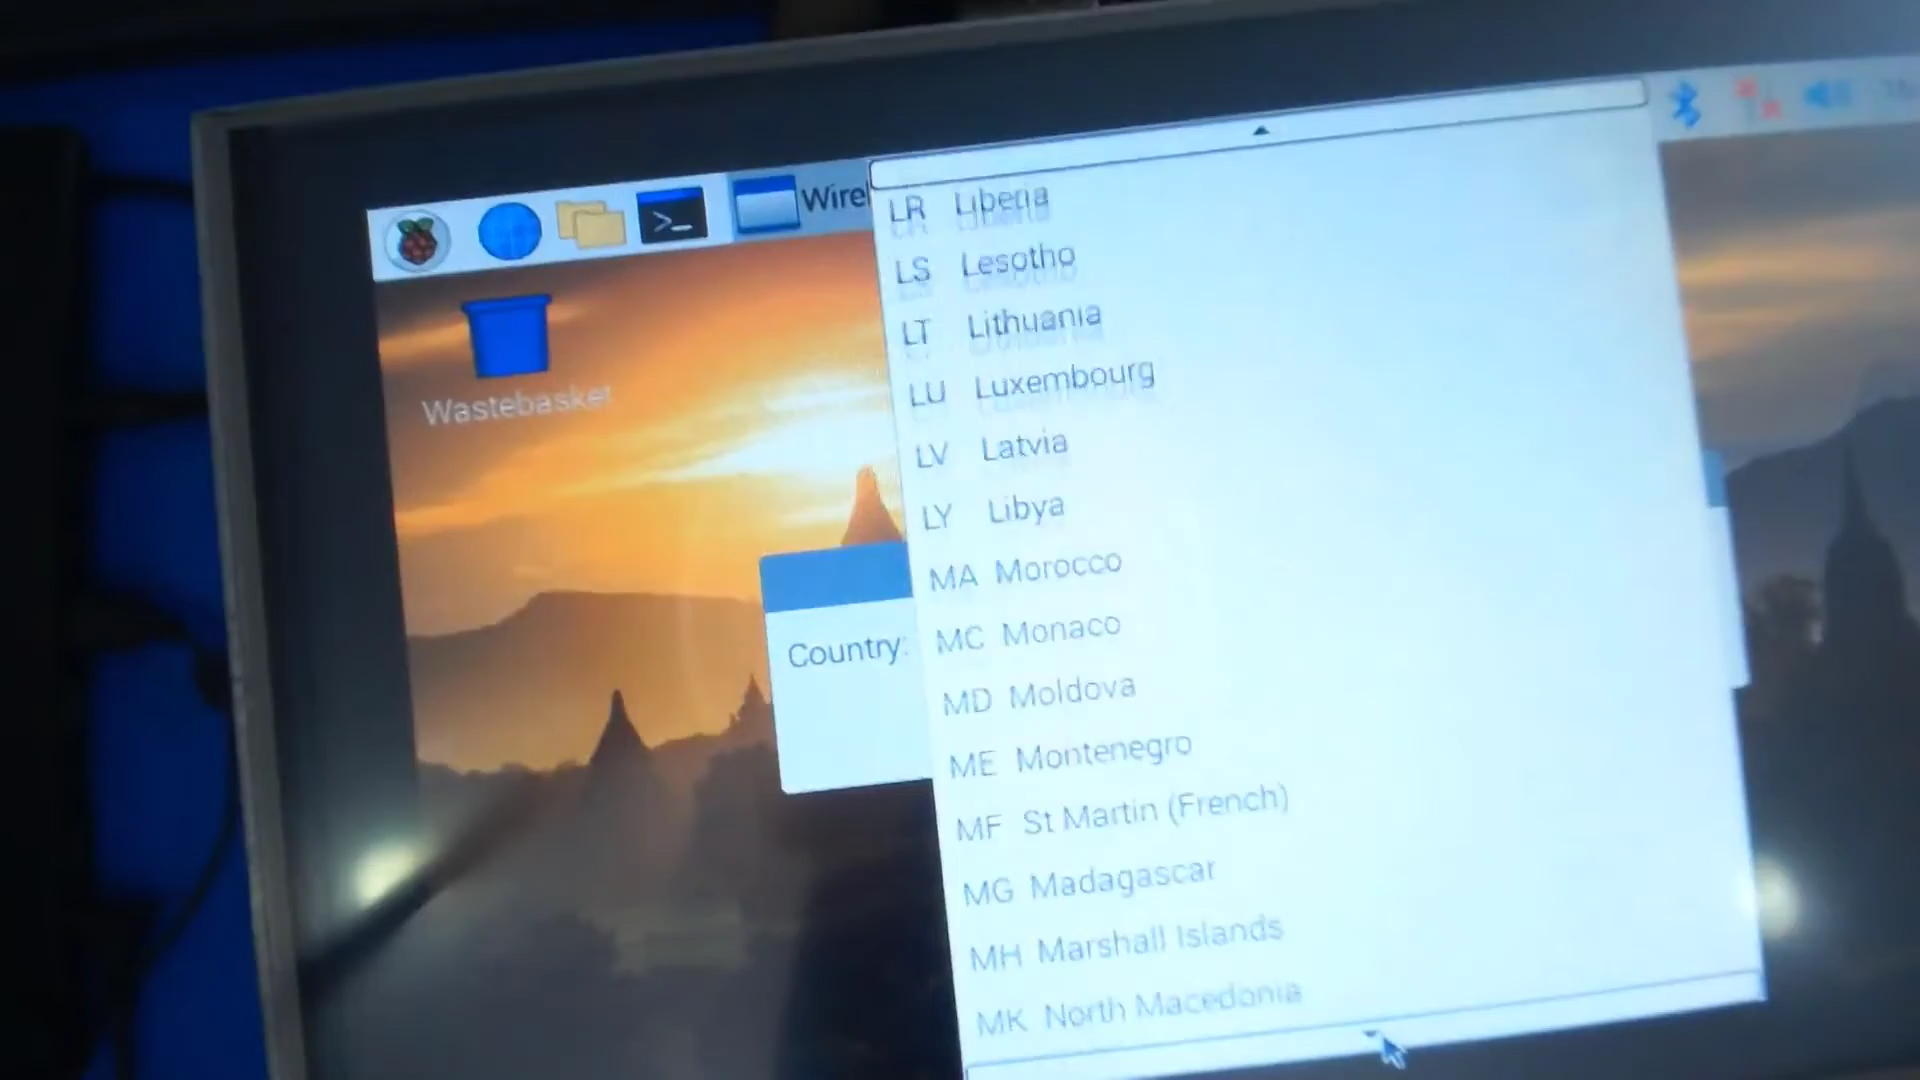 Wirel
Wastebasket
Country:
LR Liberia
LS Lesotho
LT Lithuania
LU Luxembourg
LV Latvia
LY Libya
MA Morocco
MC Monaco
MD Moldova
ME Montenegro
MF St Martin (French)
MG Madagascar
MH Marshall Islands
MK North Macedonia